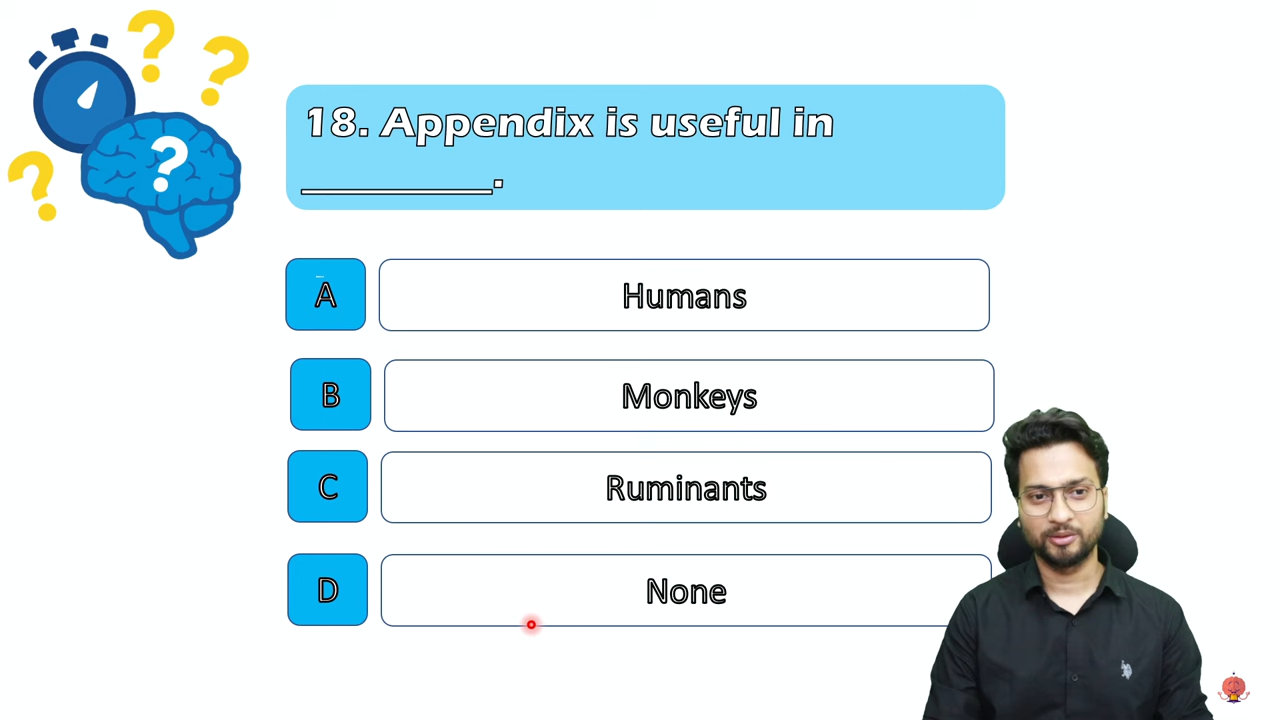 18. Appendix is useful in
__________.
A Humans
B Monkeys
C Ruminants
D None